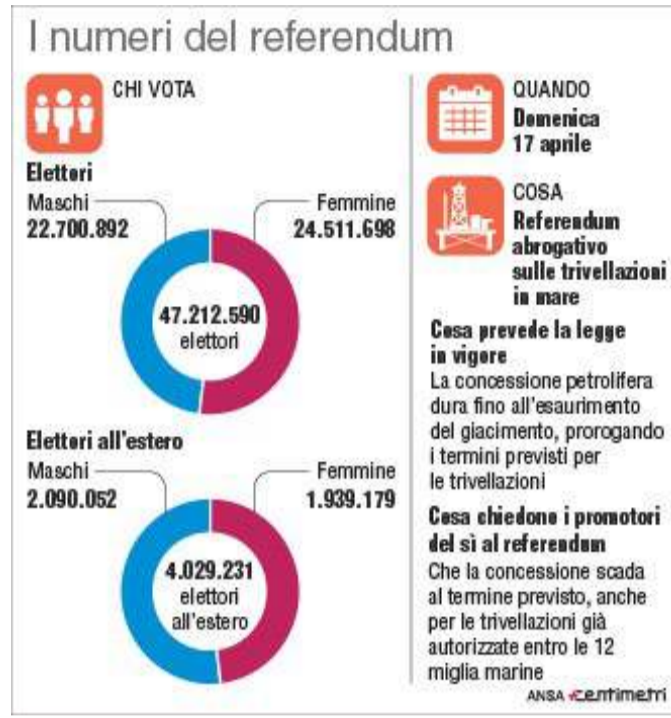 I numeri del referendum
CHI VOTA
Elettori
Maschi
22.700.892
Femmine
24.511.698
47.212.590
elettori
Elettori all'estero
Maschi
2.090.052
Femmine
1.939.179
4.029.231
elettori
all'estero
QUANDO
Domenica
17 aprile
COSA
Referendum
abrogativo
sulle trivellazioni
in mare
Cosa prevede la legge
in vigore
La concessione petrolifera
dura fino all'esaurimento
del giacimento, prorogando
i termini previsti per
le trivellazioni
Cosa chiedono i promotori
del sì al referendum
Che la concessione scada
al termine previsto, anche
per le trivellazioni già
autorizzate entro le 12
miglia marine
ANSA centimetri